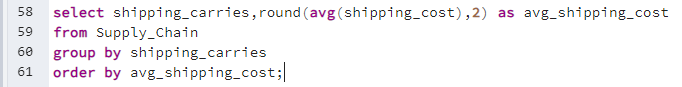 58 select shipping_carries,round(avg(shipping_cost),2) as avg_shipping_cost
59 from Supply_Chain
60 group by shipping_carries
61 order by avg_shipping_cost;